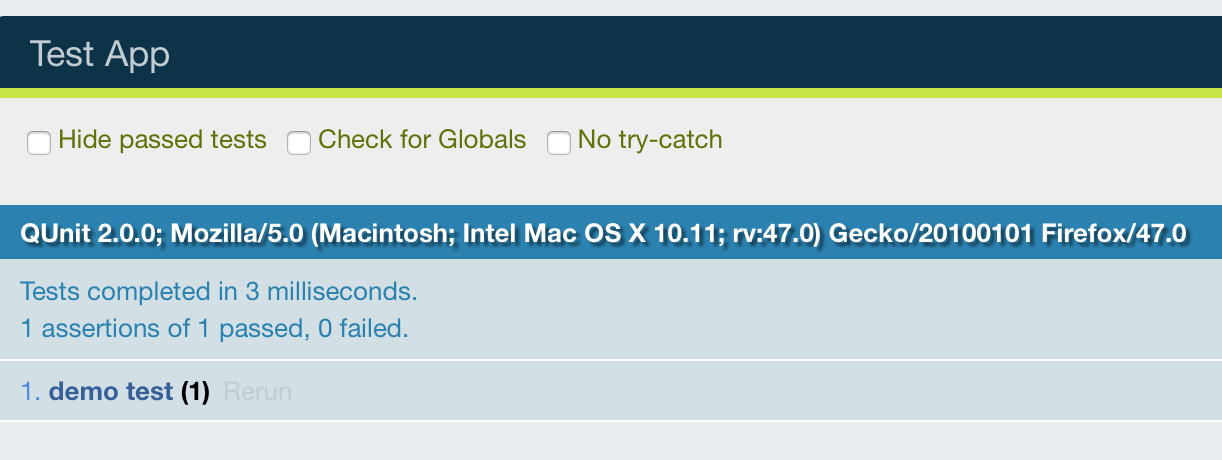 Test App
Hide passed tests Check for Globals No try-catch
QUnit 2.0.0; Mozilla/5.0 (Macintosh; Intel Mac OS X 10.11; rv:47.0) Gecko/20100101 Firefox/47.0
Tests completed in 3 milliseconds.
1 assertions of 1 passed, 0 failed.
1. demo test (1) Rerun